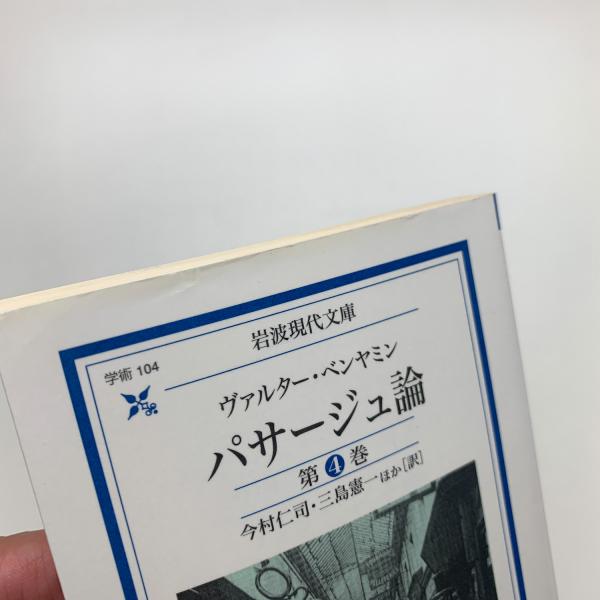 岩波現代文庫
学術 104
ヴァルター・ベンヤミン
パサージュ論
第4巻
今村仁司・三島憲一ほか[訳]